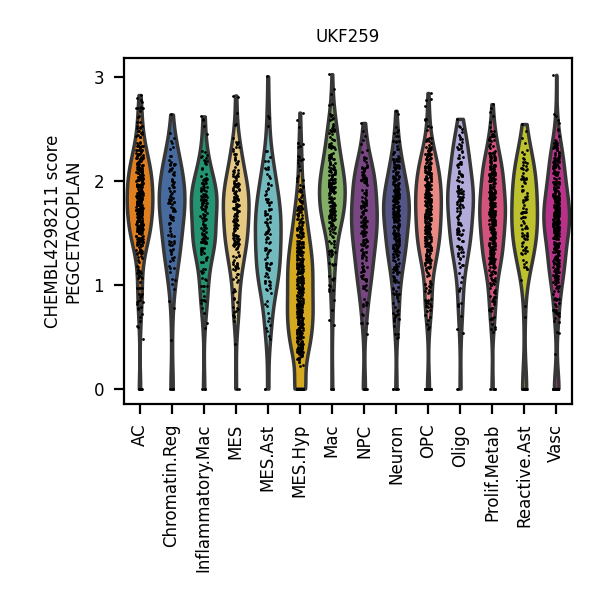 UKF259
CHEMBL4298211 score
PEGCETACOPLAN
3
2
1
0
AC
Chromatin.Reg
Inflammatory.Mac
MES
MES.Ast
MES.Hyp
Mac
NPC
Neuron
OPC
Oligo
Prolif.Metab
Reactive.Ast
Vasc